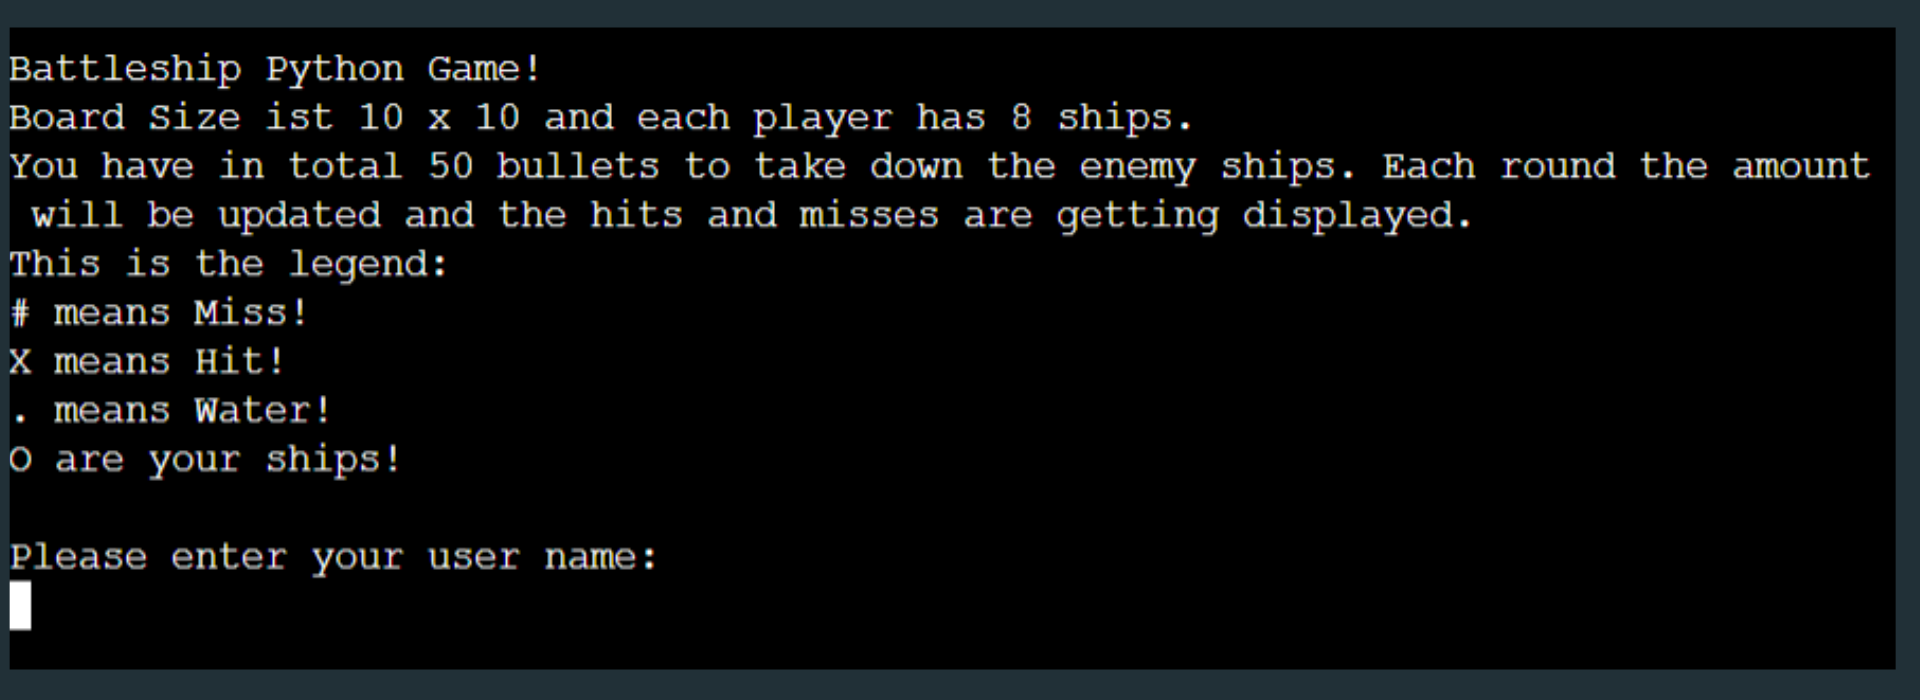 Battleship Python Game!
Board Size ist 10 x 10 and each player has 8 ships.
You have in total 50 bullets to take down the enemy ships. Each round the amount
will be updated and the hits and misses are getting displayed.
This is the legend:
# means Miss!
X means Hit!
. means Water!
O are your ships!
Please enter your user name: